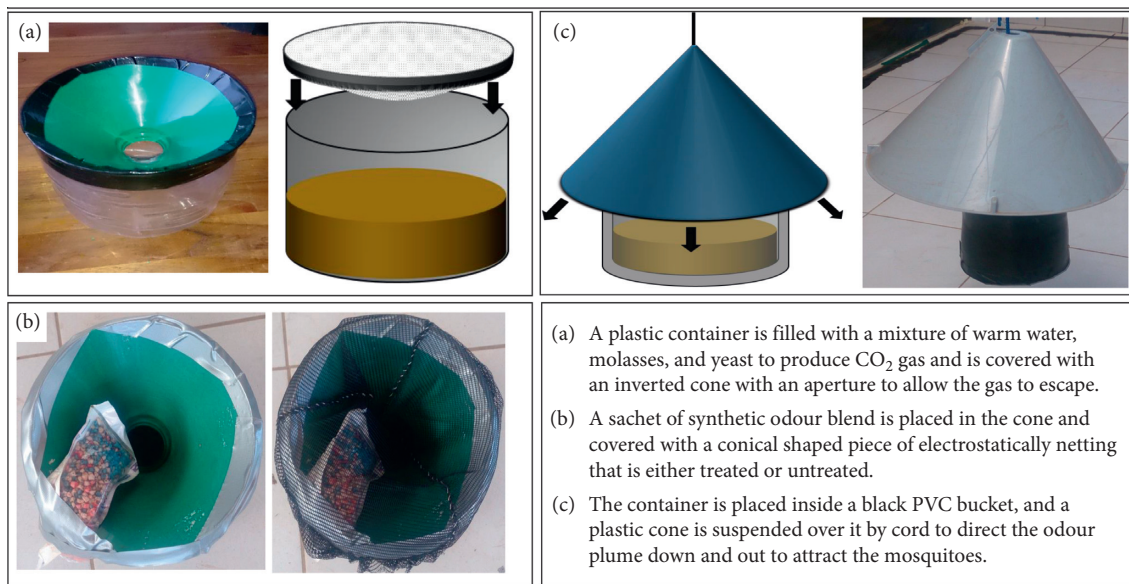 (a)
(c)
(b)
(a) A plastic container is filled with a mixture of warm water,
molasses, and yeast to produce CO₂ gas and is covered with
an inverted cone with an aperture to allow the gas to escape.
(b) A sachet of synthetic odour blend is placed in the cone and
covered with a conical shaped piece of electrostatically netting
that is either treated or untreated.
(c) The container is placed inside a black PVC bucket, and a
plastic cone is suspended over it by cord to direct the odour
plume down and out to attract the mosquitoes.